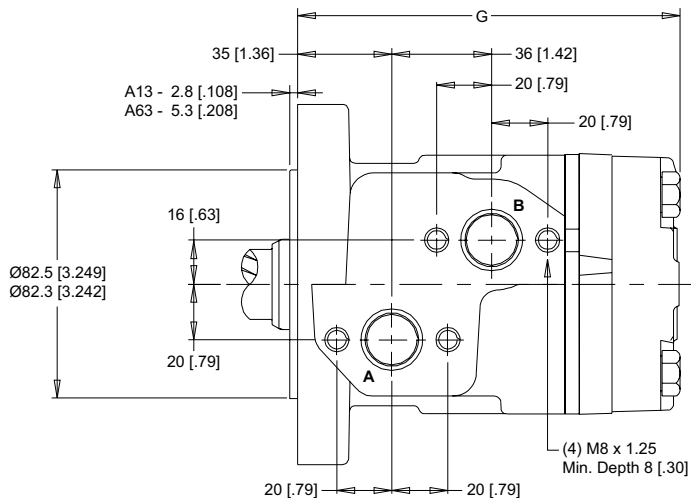 G
35 [1.36]
36 [1.42]
A13 - 2.8 [.108]
A63 - 5.3 [.208]
20 [.79]
20 [.79]
B
16 [.63]
Ø82.5 [3.249]
Ø82.3 [3.242]
20 [.79]
A
(4) M8 x 1.25
Min. Depth 8 [.30]
20 [.79]
20 [.79]